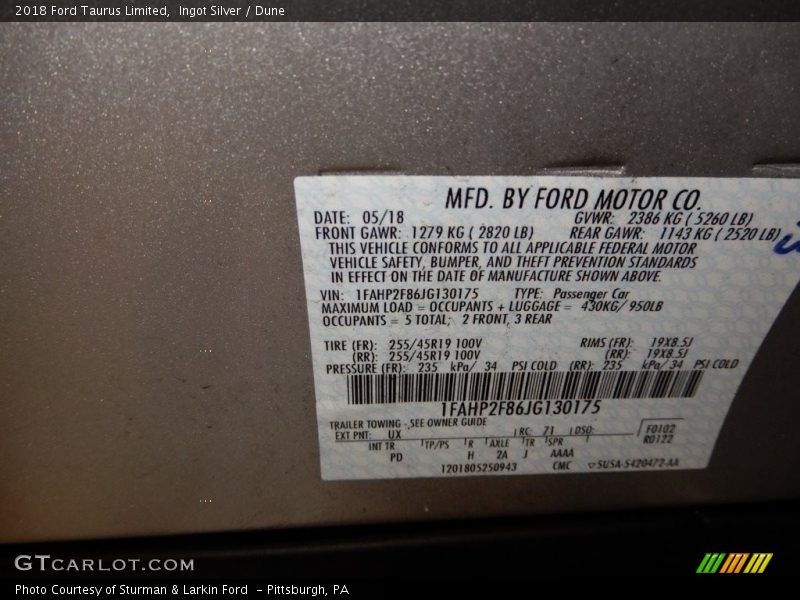 2018 Ford Taurus Limited, Ingot Silver / Dune
MFD. BY FORD MOTOR CO.
DATE: 05/18 GVWR: 2386 KG ( 5260 LB)
FRONT GAWR: 1279 KG ( 2820 LB) REAR GAWR: 1143 KG ( 2520 LB)
THIS VEHICLE CONFORMS TO ALL APPLICABLE FEDERAL MOTOR
VEHICLE SAFETY, BUMPER, AND THEFT PREVENTION STANDARDS
IN EFFECT ON THE DATE OF MANUFACTURE SHOWN ABOVE.
VIN: 1FAHP2F86JG130175 TYPE: Passenger Car
MAXIMUM LOAD = OCCUPANTS + LUGGAGE = 430KG/ 950LB
OCCUPANTS = 5 TOTAL; 2 FRONT, 3 REAR
TIRE (FR): 255/45R19 100V RIMS (FR): 19X8.5J
(RR): 255/45R19 100V (RR): 19X8.5J
PRESSURE (FR): 235 kPa/ 34 PSI COLD (RR): 235 kPa/ 34 PSI COLD
1FAHP2F86JG130175
TRAILER TOWING - SEE OWNER GUIDE
EXT PNT: UX RC: 71 DSO: F0102
R0122
INT TR TP/PS R AXLE TR SPR
PD H 2A J AAAA
1201805250943 CMC 5USA-5420472-AA
GTCARLOT.COM
Photo Courtesy of Sturman & Larkin Ford - Pittsburgh, PA